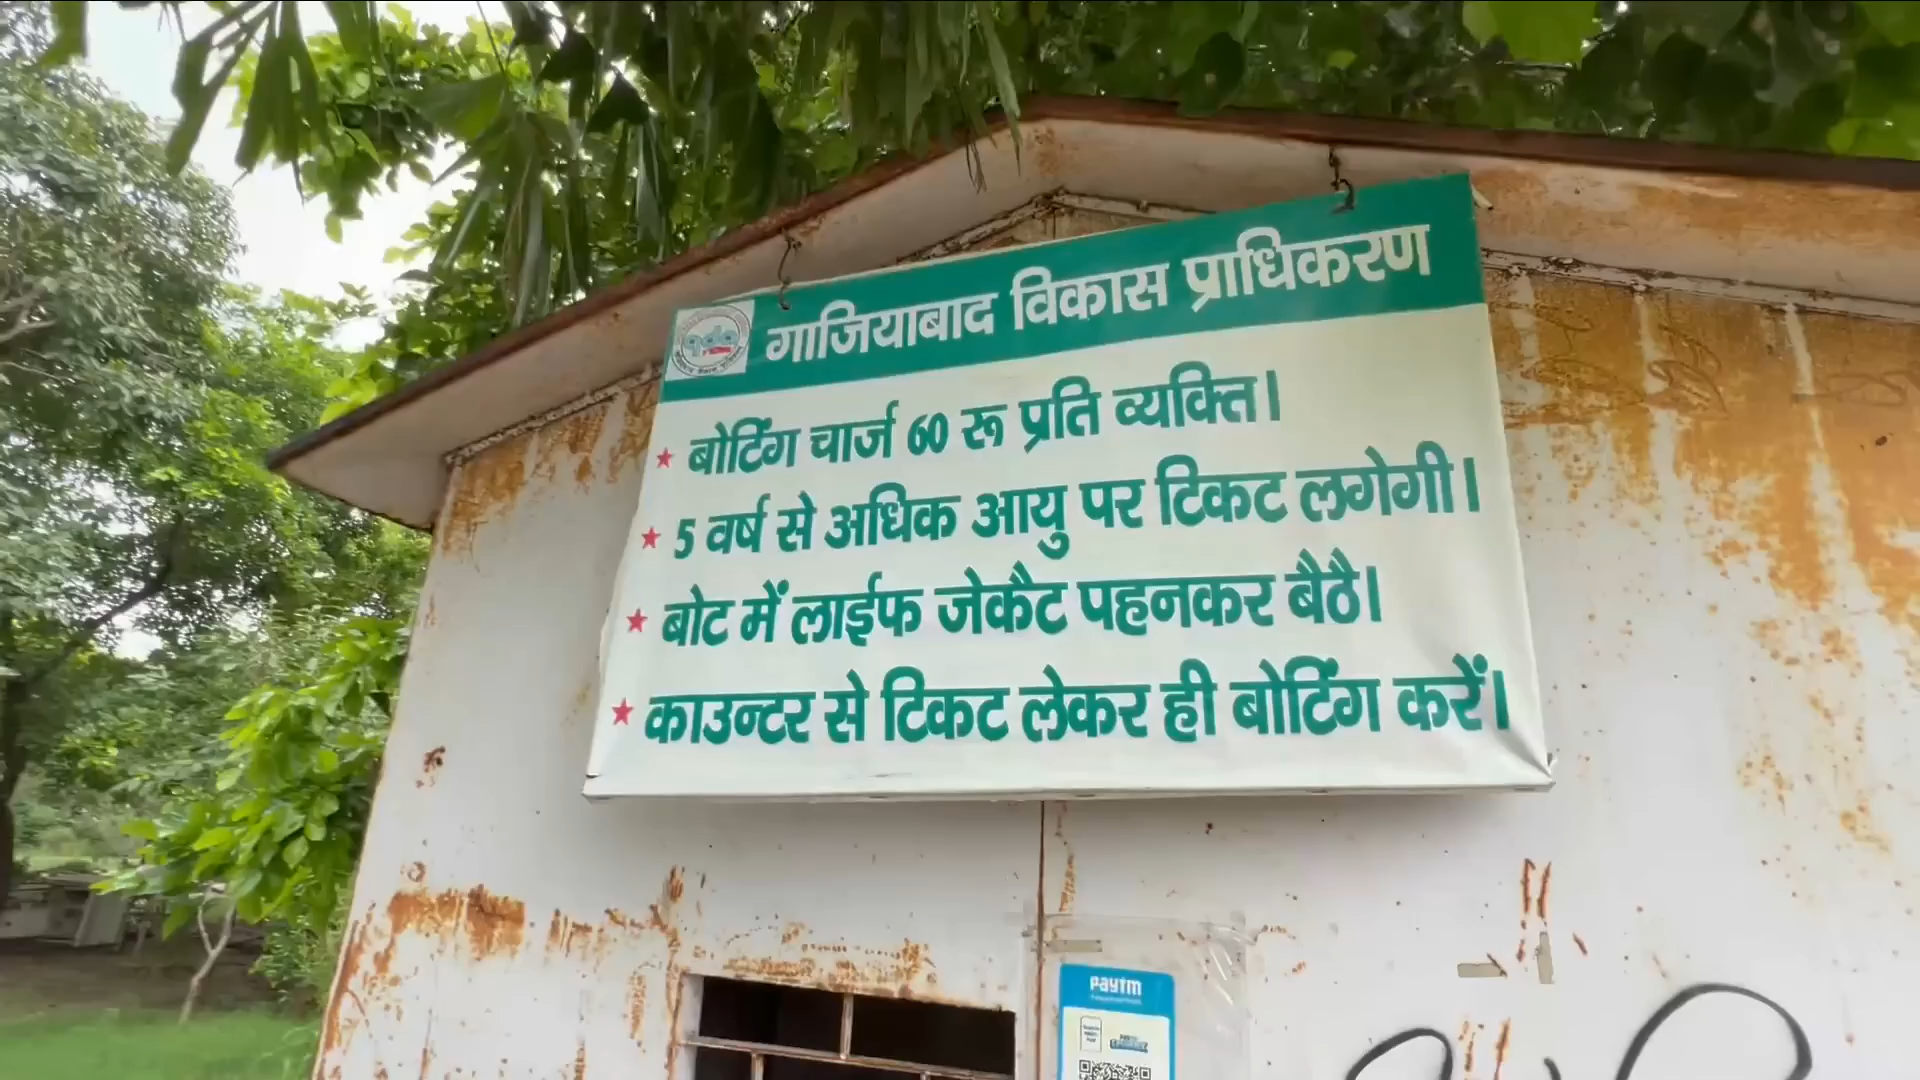 गाजियाबाद विकास प्राधिकरण
gda
★ बोटिंग चार्ज 60 रू प्रति व्यक्ति।
★ 5 वर्ष से अधिक आयु पर टिकट लगेगी।
★ बोट में लाईफ जेकैट पहनकर बैठै।
★ काउन्टर से टिकट लेकर ही बोटिंग करें।
paytm